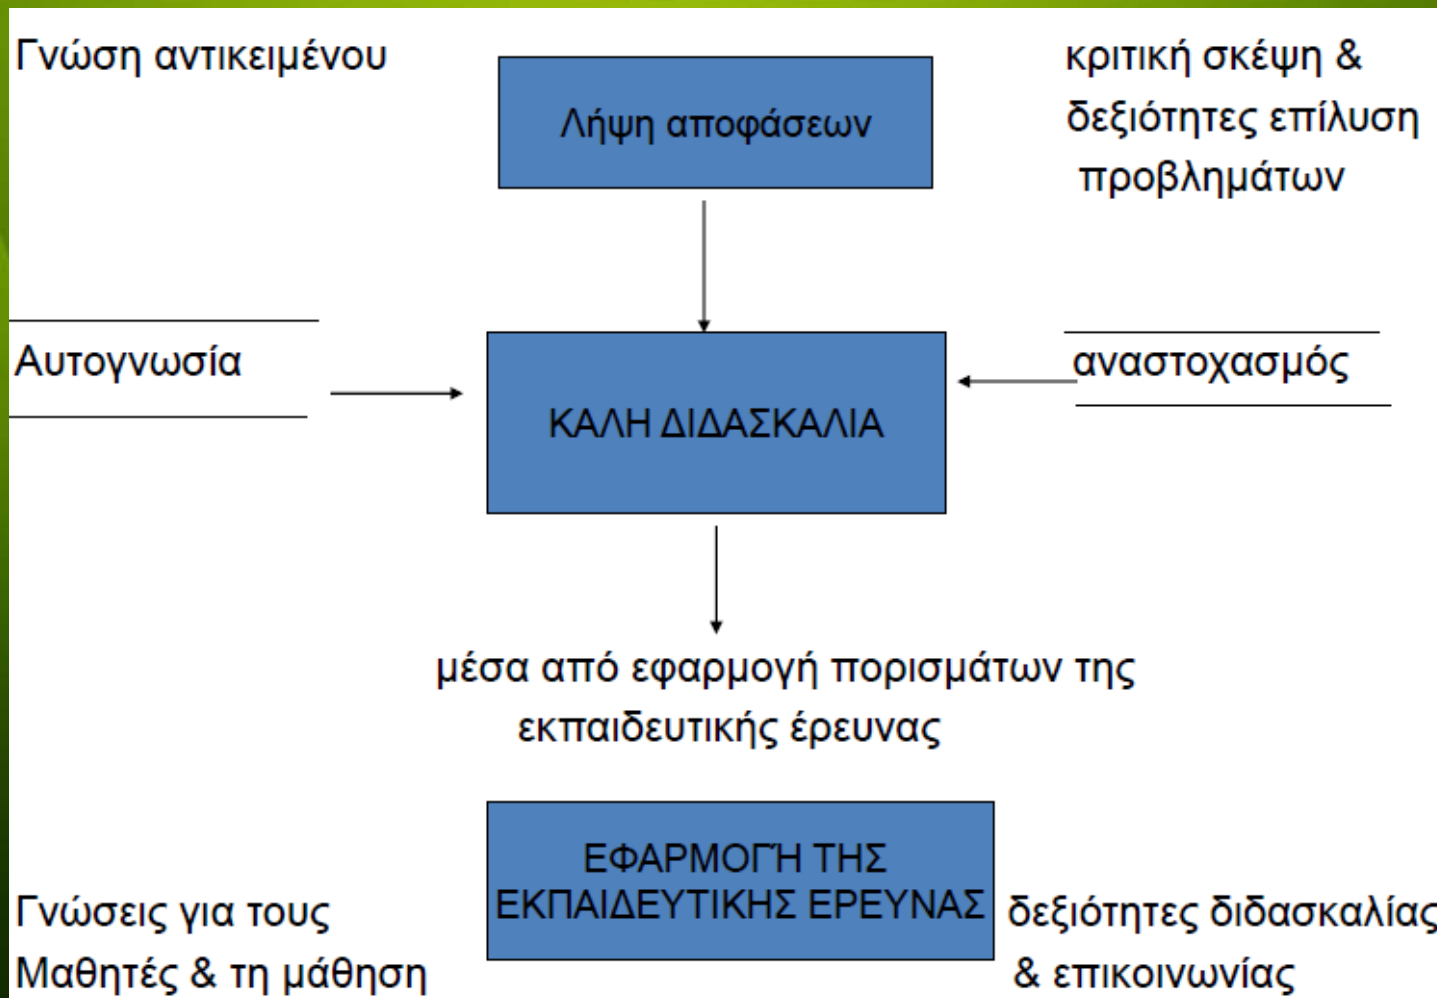 Γνώση αντικειμένου
Λήψη αποφάσεων
κριτική σκέψη &
δεξιότητες επίλυση
προβλημάτων
Αυτογνωσία
ΚΑΛΗ ΔΙΔΑΣΚΑΛΙΑ
αναστοχασμός
μέσα από εφαρμογή πορισμάτων της
εκπαιδευτικής έρευνας
ΕΦΑΡΜΟΓΉ ΤΗΣ
ΕΚΠΑΙΔΕΥΤΙΚΗΣ ΕΡΕΥΝΑΣ
Γνώσεις για τους
Μαθητές & τη μάθηση
δεξιότητες διδασκαλίας
& επικοινωνίας